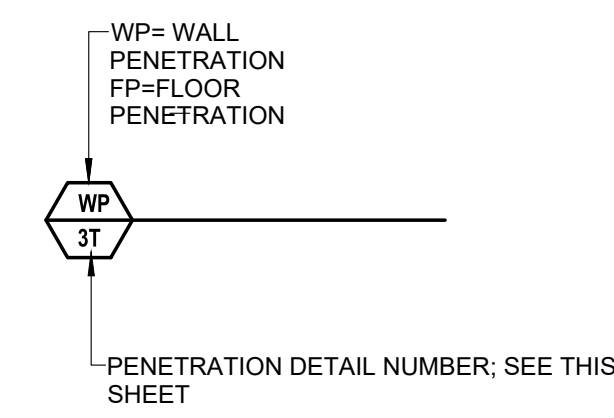 WP= WALL
PENETRATION
FP=FLOOR
PENETRATION
WP
3T
PENETRATION DETAIL NUMBER; SEE THIS
SHEET